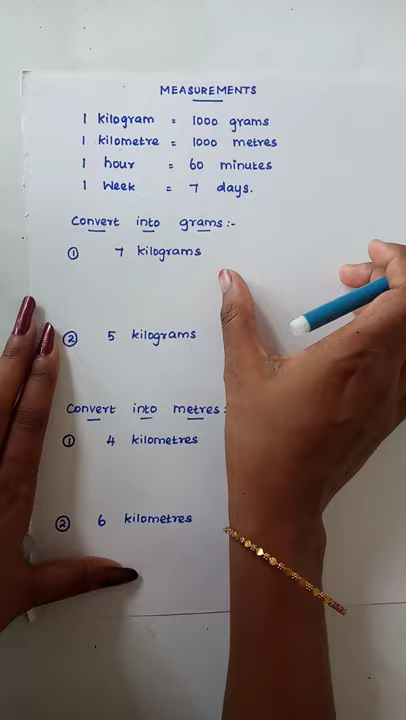 MEASUREMENTS
1 kilogram = 1000 grams
1 kilometre = 1000 metres
1 hour = 60 minutes
1 Week = 7 days.
Convert into grams:-
① 7 kilograms
② 5 kilograms
Convert into metres:
① 4 kilometres
② 6 kilometres